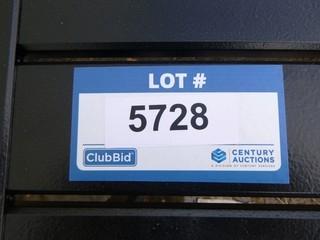 LOT #
5728
ClubBid
CENTURY
AUCTIONS
A DIVISION OF CENTURY SERVICES